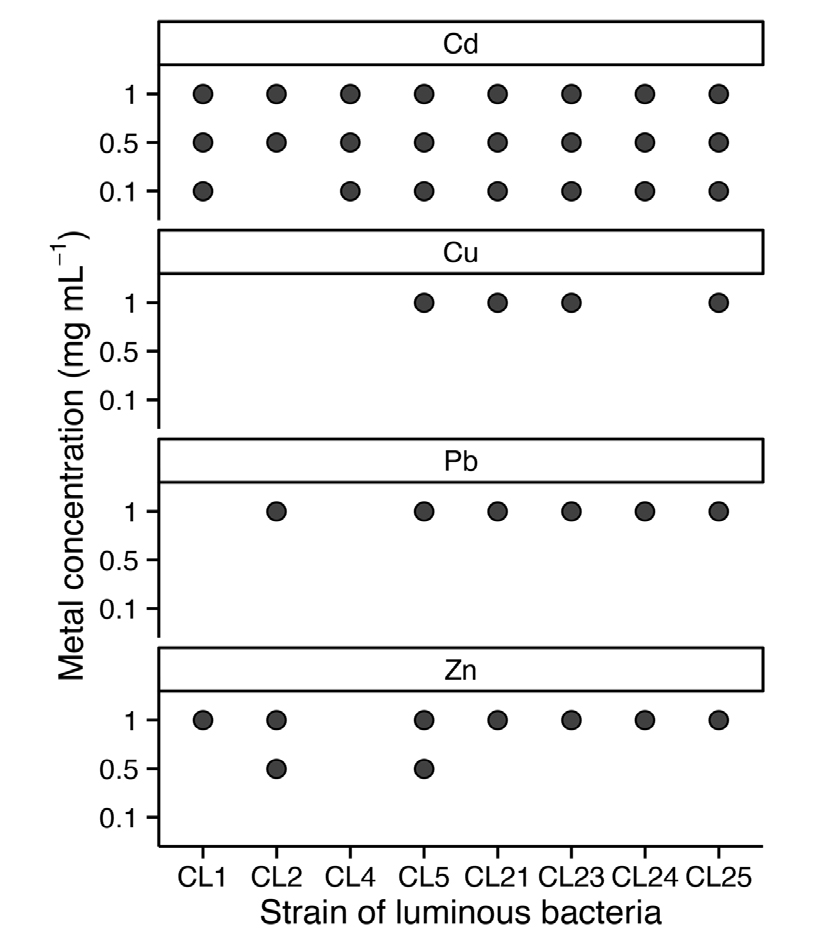 Cd
1
0.5
0.1
Cu
1
0.5
0.1
Pb
1
0.5
0.1
Zn
1
0.5
0.1
Metal concentration (mg mL⁻¹)
CL1 CL2 CL4 CL5 CL21 CL23 CL24 CL25
Strain of luminous bacteria